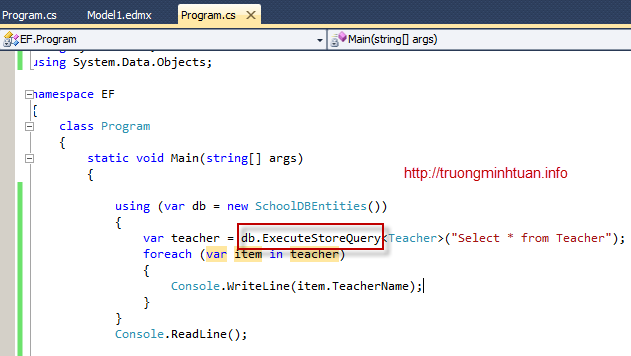 Program.cs Model1.edmx Program.cs ×
EF.Program Main(string[] args)
using System.Data.Objects;
namespace EF
{
class Program
{
static void Main(string[] args)
{
http://truongminhtuan.info
using (var db = new SchoolDBEntities())
{
var teacher = db.ExecuteStoreQuery<Teacher>("Select * from Teacher");
foreach (var item in teacher)
{
Console.WriteLine(item.TeacherName);
}
}
Console.ReadLine();